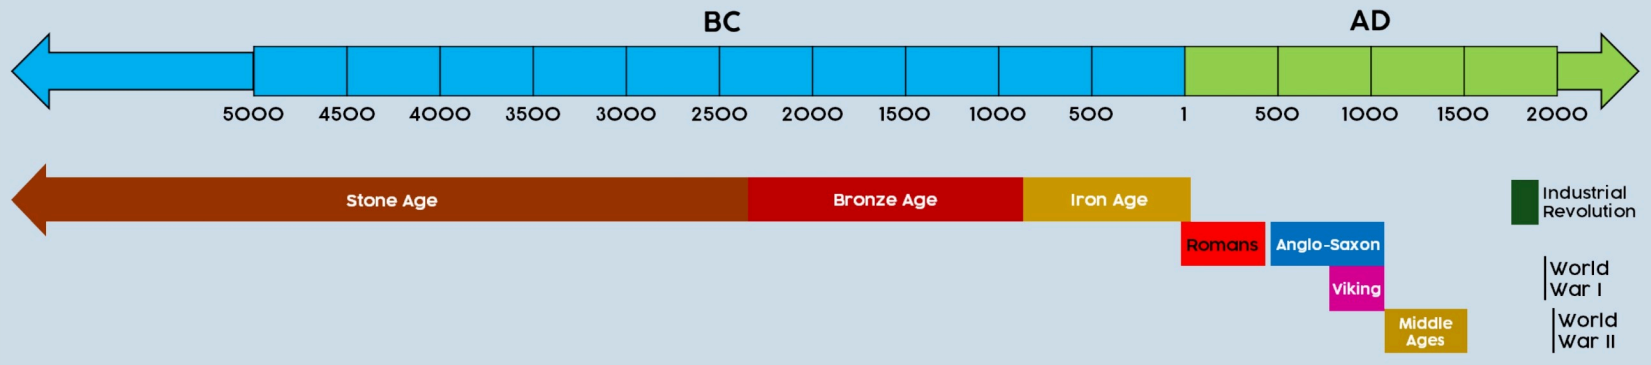 BC
AD
5000 4500 4000 3500 3000 2500 2000 1500 1000 500 1 500 1000 1500 2000
Stone Age
Bronze Age
Iron Age
Industrial
Revolution
Romans
Anglo-Saxon
Viking
World
War I
Middle
Ages
World
War II